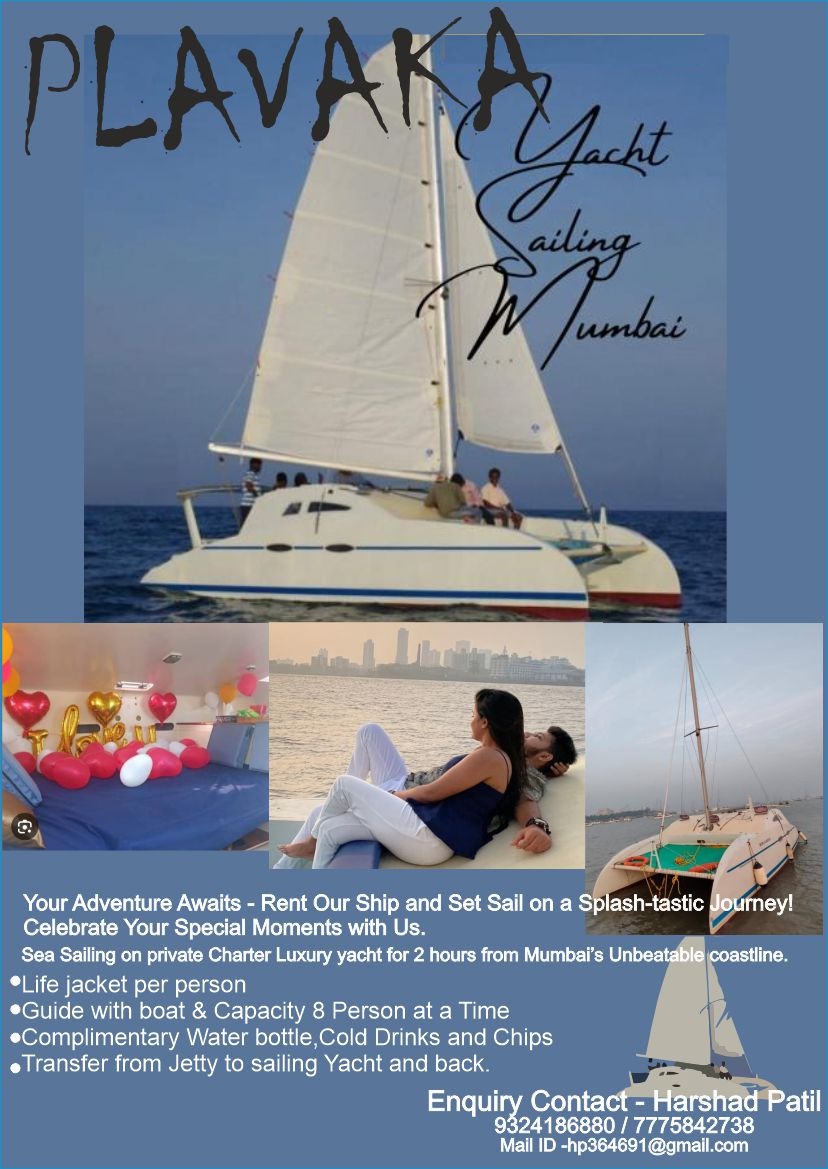 PLAVAKA
Yacht
Sailing
Mumbai
Your Adventure Awaits - Rent Our Ship and Set Sail on a Splash-tastic Journey!
Celebrate Your Special Moments with Us.
Sea Sailing on private Charter Luxury yacht for 2 hours from Mumbai's Unbeatable coastline.
•Life jacket per person
•Guide with boat & Capacity 8 Person at a Time
•Complimentary Water bottle,Cold Drinks and Chips
•Transfer from Jetty to sailing Yacht and back.
Enquiry Contact - Harshad Patil
9324186880 / 7775842738
Mail ID -hp364691@gmail.com